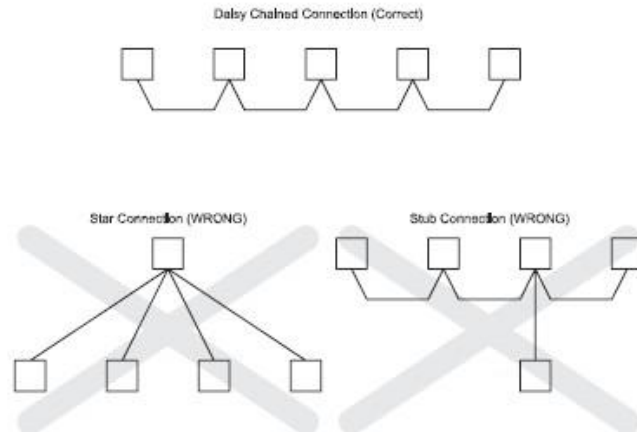 Daisy Chained Connection (Correct)
Star Connection (WRONG)
Stub Connection (WRONG)